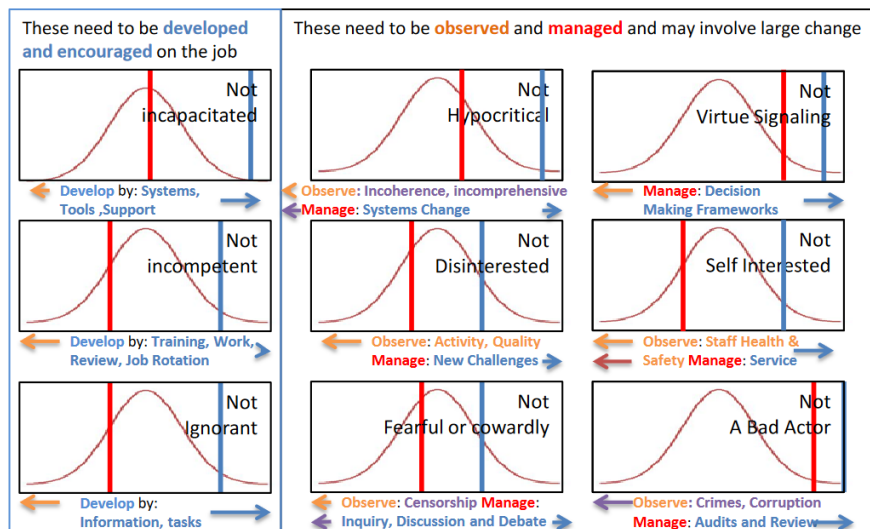 These need to be developed
and encouraged on the job
These need to be observed and managed and may involve large change
Not
incapacitated
Develop by: Systems,
Tools ,Support
Not
incompetent
Develop by: Training, Work,
Review, Job Rotation
Not
Ignorant
Develop by:
Information, tasks
Not
Hypocritical
Observe: Incoherence, incomprehensive
Manage: Systems Change
Not
Virtue Signaling
Manage: Decision
Making Frameworks
Not
Disinterested
Observe: Activity, Quality
Manage: New Challenges
Not
Self Interested
Observe: Staff Health &
Safety Manage: Service
Not
Fearful or cowardly
Observe: Censorship Manage:
Inquiry, Discussion and Debate
Not
A Bad Actor
Observe: Crimes, Corruption
Manage: Audits and Review